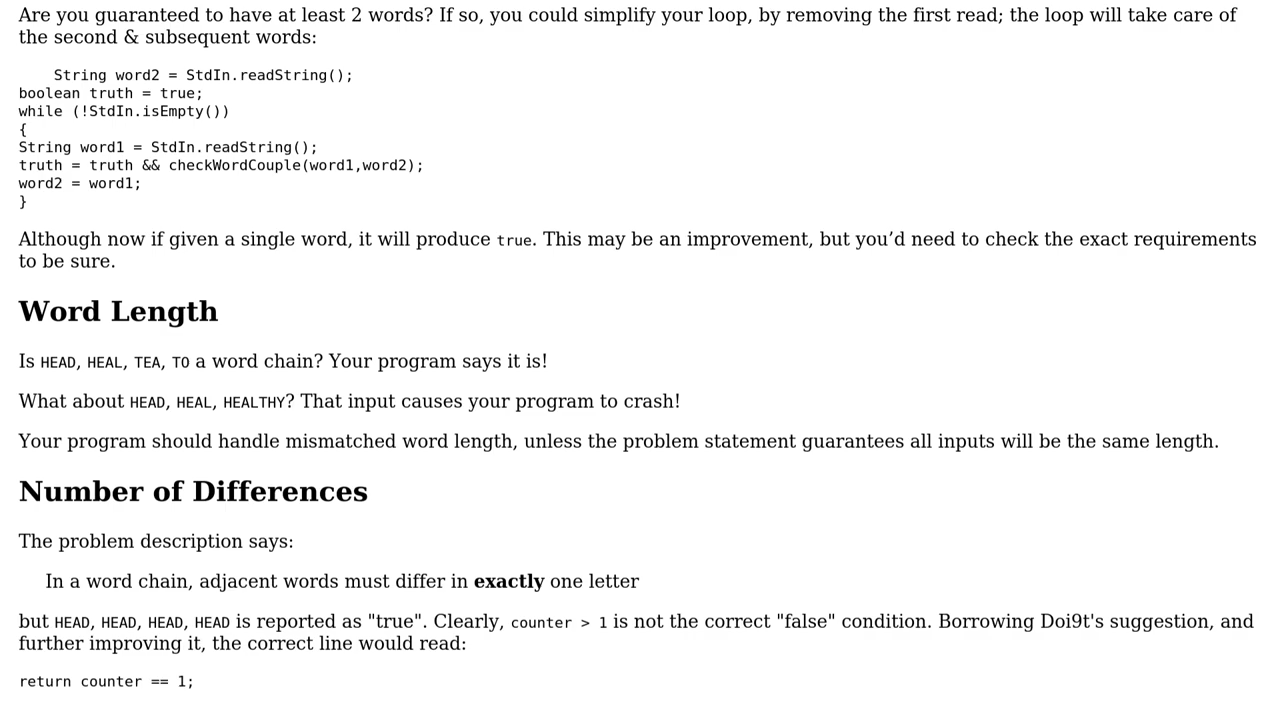 Are you guaranteed to have at least 2 words? If so, you could simplify your loop, by removing the first read; the loop will take care of
the second & subsequent words:
String word2 = StdIn.readString();
boolean truth = true;
while (!StdIn.isEmpty())
{
String word1 = StdIn.readString();
truth = truth && checkWordCouple(word1,word2);
word2 = word1;
}
Although now if given a single word, it will produce true. This may be an improvement, but you’d need to check the exact requirements
to be sure.
Word Length
Is HEAD, HEAL, TEA, TO a word chain? Your program says it is!
What about HEAD, HEAL, HEALTHY? That input causes your program to crash!
Your program should handle mismatched word length, unless the problem statement guarantees all inputs will be the same length.
Number of Differences
The problem description says:
In a word chain, adjacent words must differ in exactly one letter
but HEAD, HEAD, HEAD, HEAD is reported as "true". Clearly, counter > 1 is not the correct "false" condition. Borrowing Doi9t's suggestion, and
further improving it, the correct line would read:
return counter == 1;